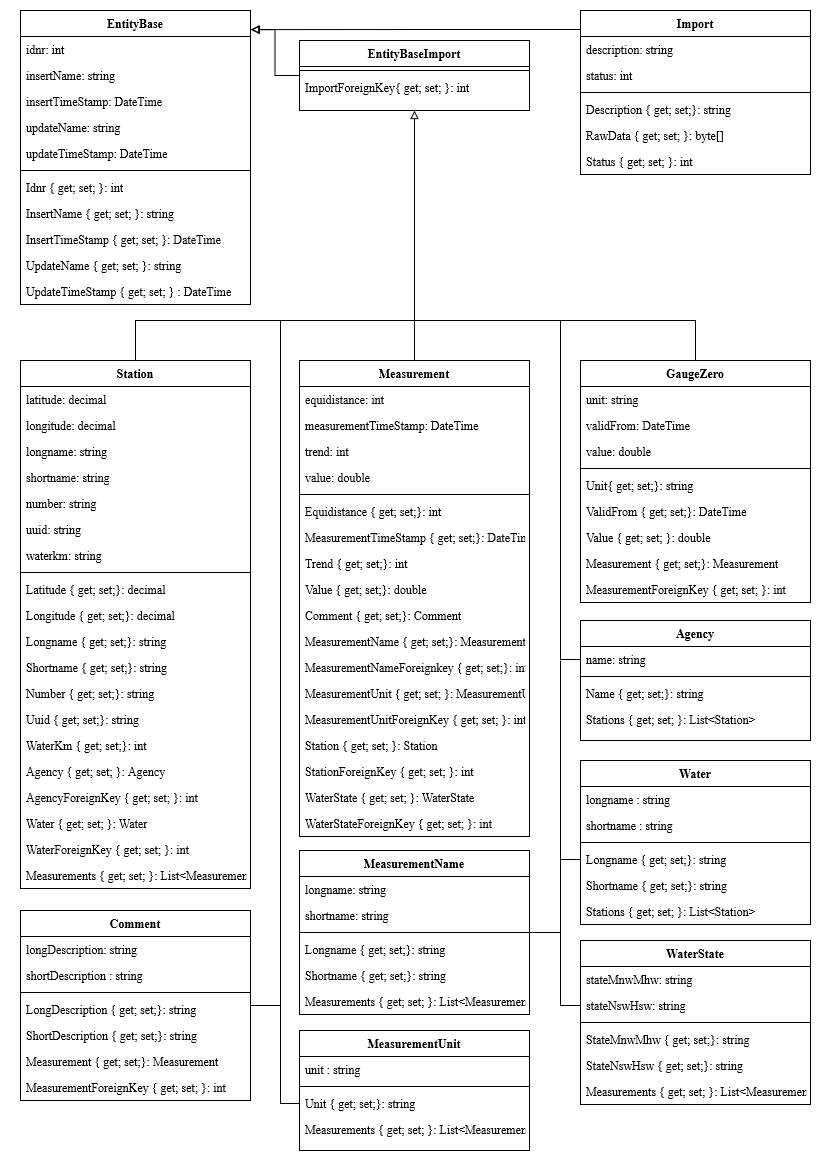 EntityBase
idnr: int
insertName: string
insertTimeStamp: DateTime
updateName: string
updateTimeStamp: DateTime
Idnr { get; set; }: int
InsertName { get; set; }: string
InsertTimeStamp { get; set; }: DateTime
UpdateName { get; set; }: string
UpdateTimeStamp { get; set; } : DateTime
EntityBaseImport
ImportForeignKey{ get; set; }: int
Import
description: string
status: int
Description { get; set;}: string
RawData { get; set; }: byte[]
Status { get; set; }: int
Station
latitude: decimal
longitude: decimal
longname: string
shortname: string
number: string
uuid: string
waterkm: string
Latitude { get; set;}: decimal
Longitude { get; set;}: decimal
Longname { get; set;}: string
Shortname { get; set;}: string
Number { get; set;}: string
Uuid { get; set;}: string
WaterKm { get; set;}: int
Agency { get; set; }: Agency
AgencyForeignKey { get; set; }: int
Water { get; set; }: Water
WaterForeignKey { get; set; }: int
Measurements { get; set; }: List<Measuremen
Comment
longDescription: string
shortDescription : string
LongDescription { get; set;}: string
ShortDescription { get; set;}: string
Measurement { get; set;}: Measurement
MeasurementForeignKey { get; set; }: int
Measurement
equidistance: int
measurementTimeStamp: DateTime
trend: int
value: double
Equidistance { get; set;}: int
MeasurementTimeStamp { get; set;}: DateTim
Trend { get; set;}: int
Value { get; set;}: double
Comment { get; set;}: Comment
MeasurementName { get; set;}: Measurement
MeasurementNameForeignkey { get; set;}: int
MeasurementUnit { get; set; }: MeasurementU
MeasurementUnitForeignKey { get; set; }: int
Station { get; set; }: Station
StationForeignKey { get; set; }: int
WaterState { get; set; }: WaterState
WaterStateForeignKey { get; set; }: int
MeasurementName
longname: string
shortname: string
Longname { get; set;}: string
Shortname { get; set;}: string
Measurements { get; set; }: List<Measuremen
MeasurementUnit
unit : string
Unit { get; set;}: string
Measurements { get; set; }: List<Measuremen
GaugeZero
unit: string
validFrom: DateTime
value: double
Unit{ get; set;}: string
ValidFrom { get; set;}: DateTime
Value { get; set; }: double
Measurement { get; set;}: Measurement
MeasurementForeignKey { get; set; }: int
Agency
name: string
Name { get; set;}: string
Stations { get; set; }: List<Station>
Water
longname : string
shortname : string
Longname { get; set;}: string
Shortname { get; set;}: string
Stations { get; set; }: List<Station>
WaterState
stateMnwMhw: string
stateNswHsw: string
StateMnwMhw { get; set;}: string
StateNswHsw { get; set;}: string
Measurements { get; set; }: List<Measuremen